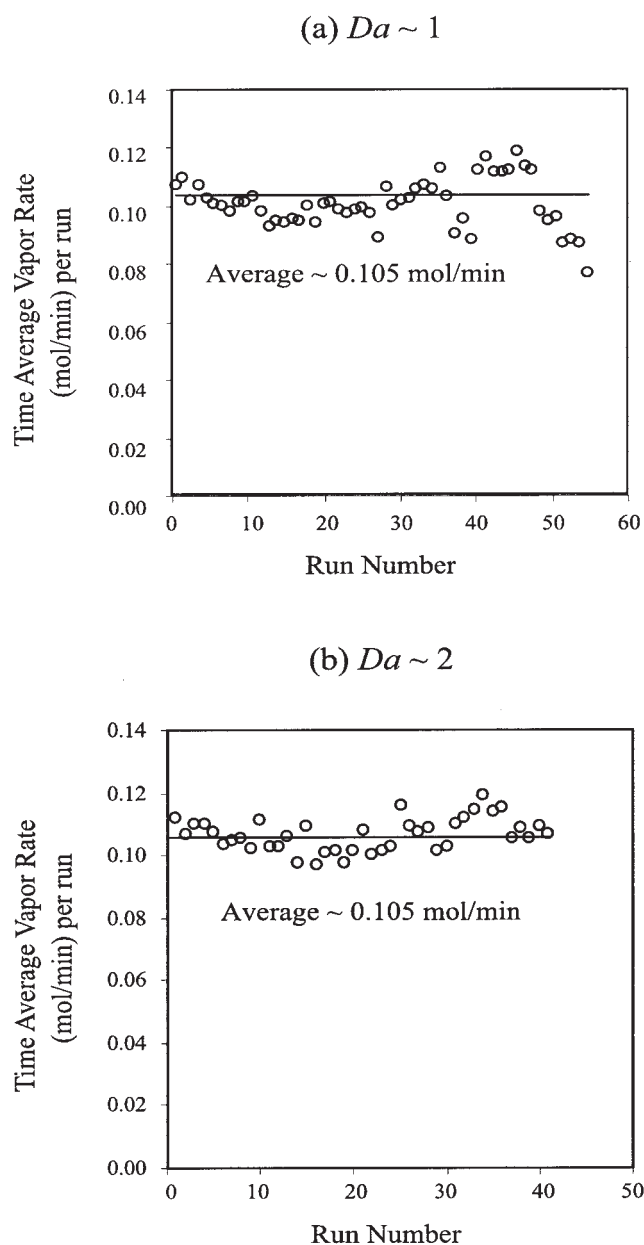 (a) Da ~ 1
0.14
0.12
0.10
0.08
0.06
0.04
0.02
0.00
Time Average Vapor Rate
(mol/min) per run
Average ~ 0.105 mol/min
0 10 20 30 40 50 60
Run Number
(b) Da ~ 2
0.14
0.12
0.10
0.08
0.06
0.04
0.02
0.00
Time Average Vapor Rate
(mol/min) per run
Average ~ 0.105 mol/min
0 10 20 30 40 50
Run Number